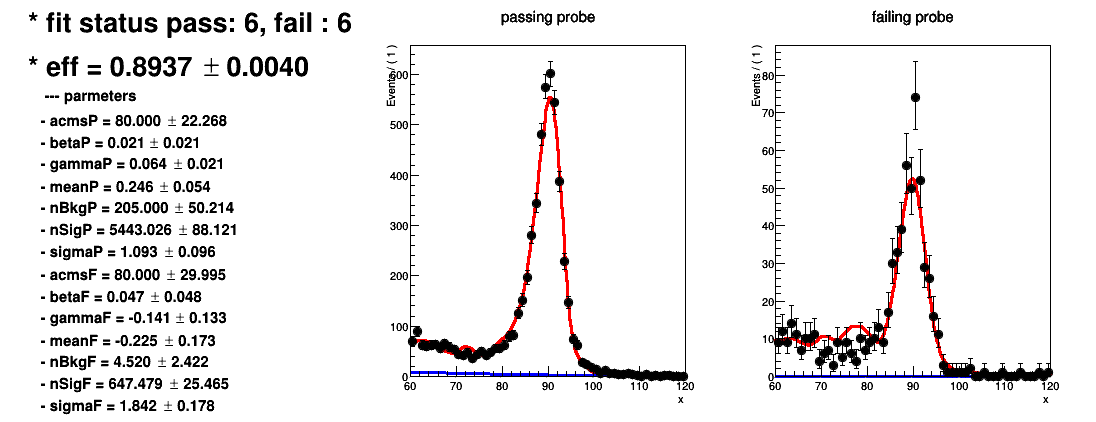 * fit status pass: 6, fail : 6
* eff = 0.8937 ± 0.0040
--- parmeters
- acmsP = 80.000 ± 22.268
- betaP = 0.021 ± 0.021
- gammaP = 0.064 ± 0.021
- meanP = 0.246 ± 0.054
- nBkgP = 205.000 ± 50.214
- nSigP = 5443.026 ± 88.121
- sigmaP = 1.093 ± 0.096
- acmsF = 80.000 ± 29.995
- betaF = 0.047 ± 0.048
- gammaF = -0.141 ± 0.133
- meanF = -0.225 ± 0.173
- nBkgF = 4.520 ± 2.422
- nSigF = 647.479 ± 25.465
- sigmaF = 1.842 ± 0.178
passing probe
Events / ( 1 )
600
500
400
300
200
100
0
60 70 80 90 100 110 120
x
failing probe
Events / ( 1 )
80
70
60
50
40
30
20
10
0
60 70 80 90 100 110 120
x